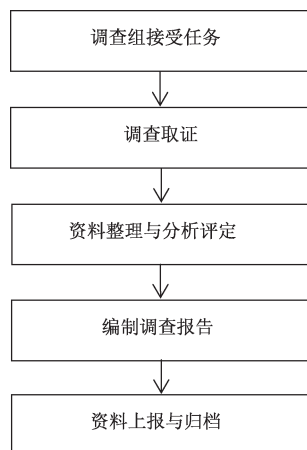 调查组接受任务
调查取证
资料整理与分析评定
编制调查报告
资料上报与归档